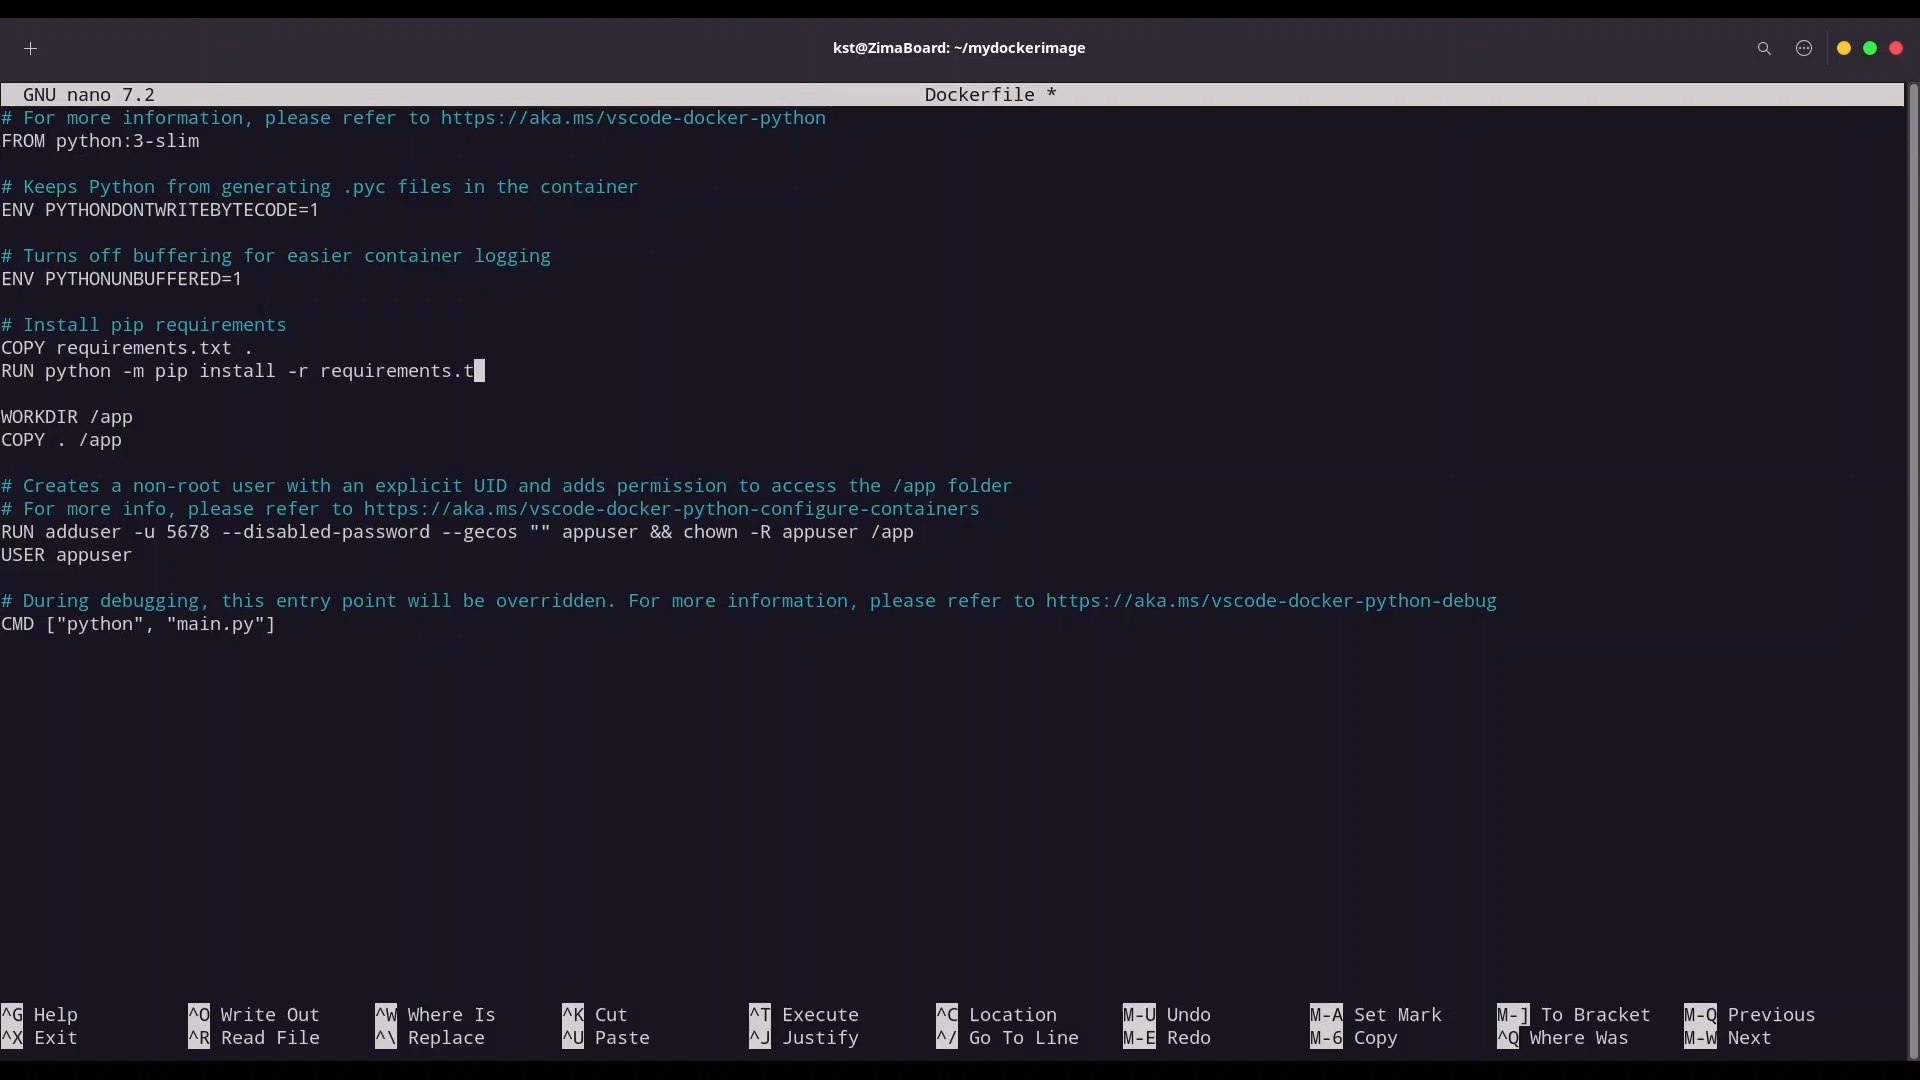 kst@ZimaBoard: ~/mydockerimage
GNU nano 7.2 Dockerfile *
# For more information, please refer to https://aka.ms/vscode-docker-python
FROM python:3-slim
# Keeps Python from generating .pyc files in the container
ENV PYTHONDONTWRITEBYTECODE=1
# Turns off buffering for easier container logging
ENV PYTHONUNBUFFERED=1
# Install pip requirements
COPY requirements.txt .
RUN python -m pip install -r requirements.t
WORKDIR /app
COPY . /app
# Creates a non-root user with an explicit UID and adds permission to access the /app folder
# For more info, please refer to https://aka.ms/vscode-docker-python-configure-containers
RUN adduser -u 5678 --disabled-password --gecos "" appuser && chown -R appuser /app
USER appuser
# During debugging, this entry point will be overridden. For more information, please refer to https://aka.ms/vscode-docker-python-debug
CMD ["python", "main.py"]
^G Help ^O Write Out ^W Where Is ^K Cut ^T Execute ^C Location M-U Undo M-A Set Mark M-] To Bracket M-Q Previous
^X Exit ^R Read File ^\ Replace ^U Paste ^J Justify ^/ Go To Line M-E Redo M-6 Copy ^Q Where Was M-W Next